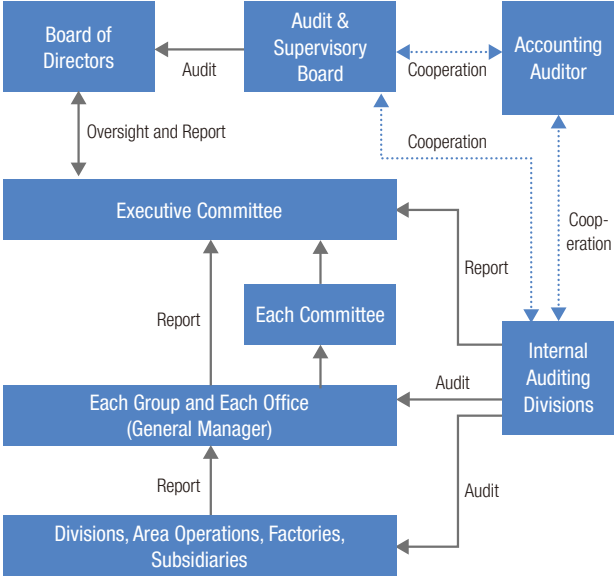 Board of
Directors
Audit
Audit &
Supervisory
Board
Cooperation
Accounting
Auditor
Oversight and Report
Cooperation
Executive Committee
Coop-
eration
Report
Report
Each Committee
Internal
Auditing
Divisions
Each Group and Each Office
(General Manager)
Audit
Report
Audit
Divisions, Area Operations, Factories,
Subsidiaries